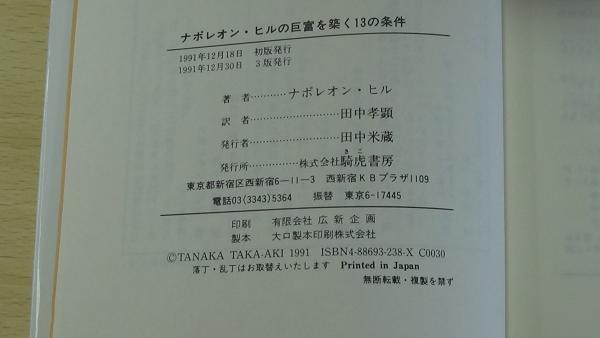 ナポレオン・ヒルの巨富を築く13の条件
1991年12月18日 初版発行
1991年12月30日 3版発行
著者…………ナポレオン・ヒル
訳者…………………………田中孝顕
発行者………………………田中米蔵
きこ
発行所……………株式会社騎虎書房
東京都新宿区西新宿6―11―3 西新宿KBプラザ1109
電話03(3343)5364 振替 東京6-17445
印刷 有限会社 広新企画
製本 大口製本印刷株式会社
©TANAKA TAKA-AKI 1991 ISBN4-88693-238-X C0030
落丁・乱丁はお取替えいたします Printed in Japan
無断転載・複製を禁ず